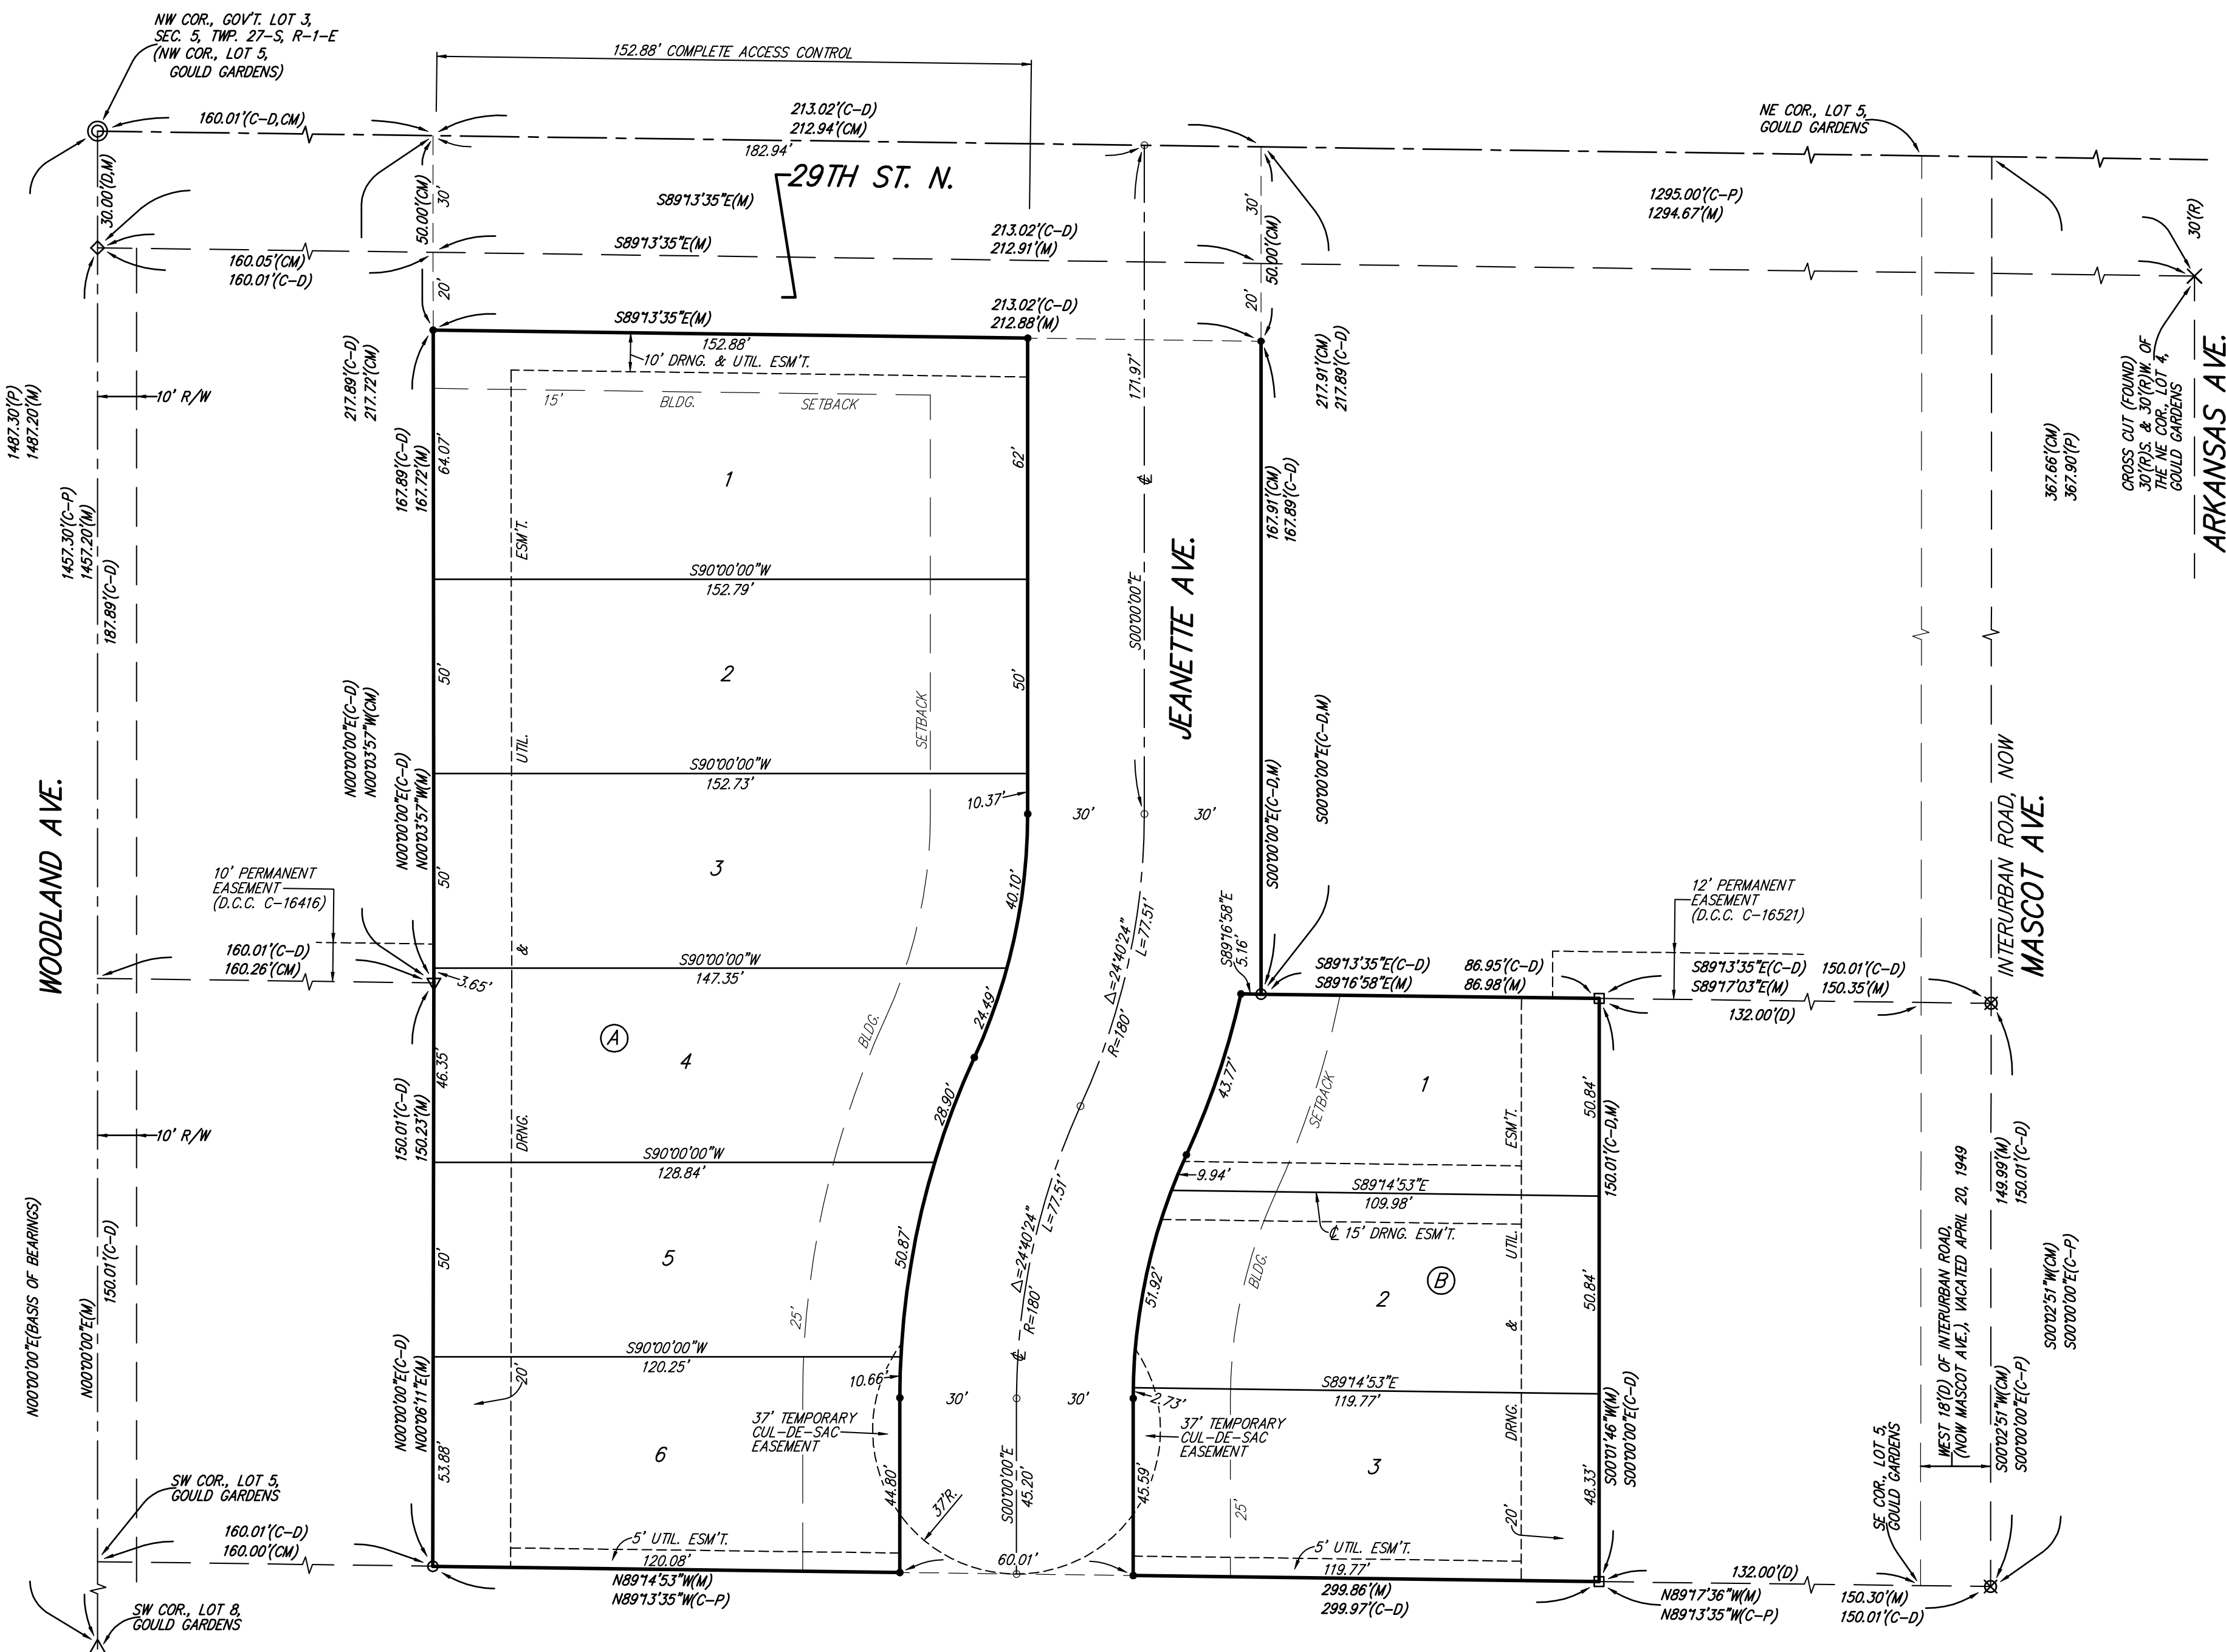 NW COR., GOV'T. LOT 3,
SEC. 5, TWP. 27-S, R-1-E
(NW COR., LOT 5,
GOULD GARDENS)
152.88' COMPLETE ACCESS CONTROL
160.01'(C-D,CM)
213.02'(C-D)
212.94'(CM)
182.94'
29TH ST. N.
NE COR., LOT 5,
GOULD GARDENS
30.00'(D,M)
50.00'(CM)
30'
S89°13'35"E(M)
30'
50.00'(CM)
1295.00'(C-P)
1294.67'(M)
30'(R)
160.05'(CM)
160.01'(C-D)
S89°13'35"E(M)
213.02'(C-D)
212.91'(M)
20'
20'
S89°13'35"E(M)
152.88'
213.02'(C-D)
212.88'(M)
10' DRNG. & UTIL. ESM'T.
15' BLDG. SETBACK
1487.30'(P)
1487.20'(M)
10' R/W
217.89'(C-D)
217.72'(CM)
167.89'(C-D)
167.72'(M)
64.07'
1
62'
171.97'
℄
217.91'(CM)
217.89'(C-D)
167.91'(CM)
167.89'(C-D)
367.66'(CM)
367.90'(P)
CROSS CUT (FOUND)
30'(R)S. & 30'(R)W. OF
THE NE COR., LOT 4,
GOULD GARDENS
ARKANSAS AVE.
1457.30'(C-P)
1457.20'(M)
187.89'(C-D)
ESM'T.
S90°00'00"W
152.79'
S00°00'00"E
JEANETTE AVE.
50'
2
50'
SETBACK
UTIL.
N00°00'00"E(C-D)
N00°03'57"W(CM)
N00°00'00"E(C-D)
N00°03'57"W(M)
S90°00'00"W
152.73'
10.37'
30'
30'
S00°00'00"E(C-D,M)
S00°00'00"E(C-D,M)
INTERURBAN ROAD, NOW
MASCOT AVE.
WOODLAND AVE.
10' PERMANENT
EASEMENT
(D.C.C. C-16416)
50'
3
40.10'
12' PERMANENT
EASEMENT
(D.C.C. C-16521)
160.01'(C-D)
160.26'(CM)
3.65'
&
S90°00'00"W
147.35'
Δ=24°40'24"
L=77.51'
R=180'
S89°16'58"E
5.16'
S89°13'35"E(C-D)
S89°16'58"E(M)
86.95'(C-D)
86.98'(M)
S89°13'35"E(C-D)
S89°17'03"E(M)
150.01'(C-D)
150.35'(M)
132.00'(D)
A
24.49'
BLDG.
46.35'
4
28.90'
43.77'
SETBACK
1
50.84'
ESM'T.
150.01'(C-D)
150.23'(M)
DRNG.
10' R/W
S90°00'00"W
128.84'
9.94'
S89°14'53"E
109.98'
℄ 15' DRNG. ESM'T.
150.01'(C-D,M)
149.99'(M)
150.01'(C-D)
WEST 18'(D) OF INTERURBAN ROAD,
(NOW MASCOT AVE.), VACATED APRIL 20, 1949
N00°00'00"E(BASIS OF BEARINGS)
N00°00'00"E(M)
150.01'(C-D)
50'
5
50.87'
25'
Δ=24°40'24"
L=77.51'
R=180'
℄
51.92'
BLDG.
2
B
UTIL.
&
50.84'
S00°02'51"W(CM)
S00°00'00"E(C-P)
S90°00'00"W
120.25'
10.66'
30'
30'
2.73'
S89°14'53"E
119.77'
N00°00'00"E(C-D)
N00°06'11"E(M)
20'
37' TEMPORARY
CUL-DE-SAC
EASEMENT
37' TEMPORARY
CUL-DE-SAC
EASEMENT
DRNG.
S00°01'46"W(M)
S00°00'00"E(C-D)
S00°02'51"W(CM)
S00°00'00"E(C-P)
53.88'
6
44.80'
37'R.
S00°00'00"E
45.20'
45.59'
25'
3
20'
48.33'
SE COR., LOT 5,
GOULD GARDENS
SW COR., LOT 5,
GOULD GARDENS
160.01'(C-D)
160.00'(CM)
5' UTIL. ESM'T.
120.08'
N89°14'53"W(M)
N89°13'35"W(C-P)
60.01'
5' UTIL. ESM'T.
119.77'
299.86'(M)
299.97'(C-D)
132.00'(D)
N89°17'36"W(M)
N89°13'35"W(C-P)
150.30'(M)
150.01'(C-D)
SW COR., LOT 8,
GOULD GARDENS